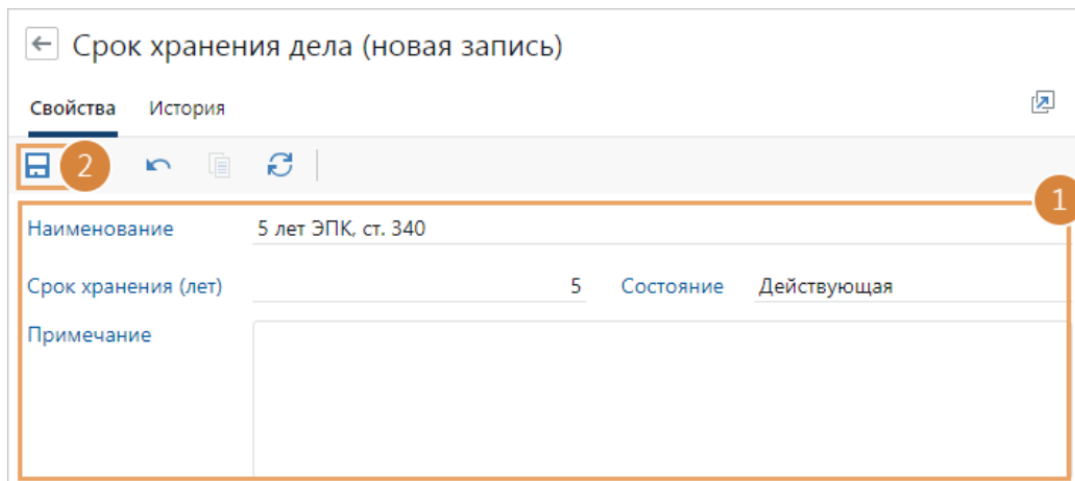 Срок хранения дела (новая запись)
Свойства История
2
1
Наименование 5 лет ЭПК, ст. 340
Срок хранения (лет) 5 Состояние Действующая
Примечание